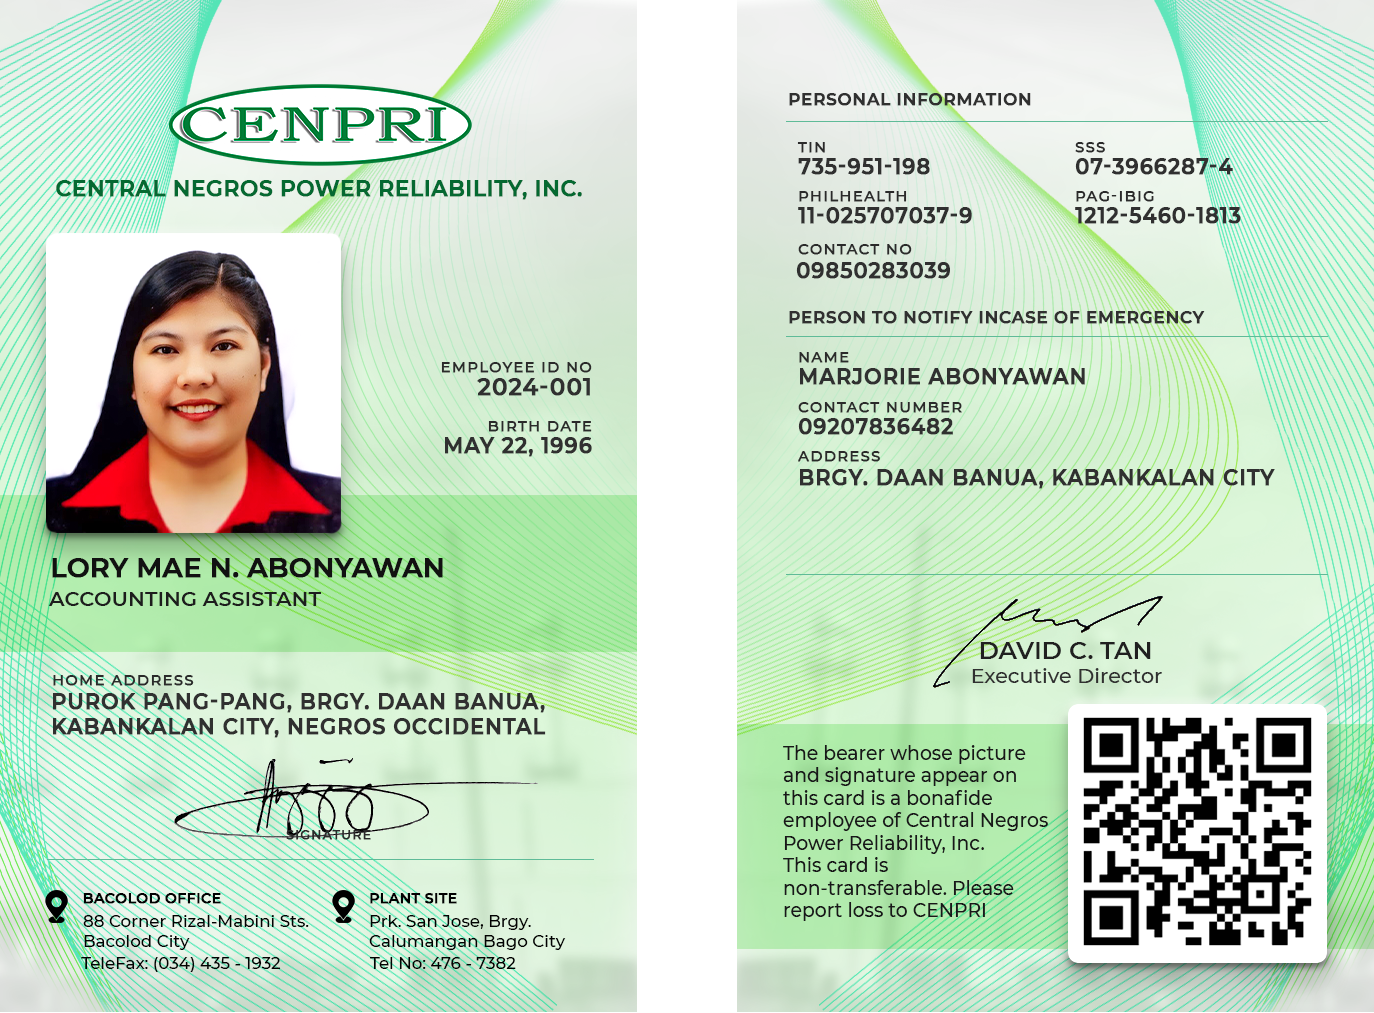 CENPRI
CENTRAL NEGROS POWER RELIABILITY, INC.
EMPLOYEE ID NO
2024-001
BIRTH DATE
MAY 22, 1996
LORY MAE N. ABONYAWAN
ACCOUNTING ASSISTANT
HOME ADDRESS
PUROK PANG-PANG, BRGY. DAAN BANUA,
KABANKALAN CITY, NEGROS OCCIDENTAL
SIGNATURE
BACOLOD OFFICE
88 Corner Rizal-Mabini Sts.
Bacolod City
TeleFax: (034) 435 - 1932
PLANT SITE
Prk. San Jose, Brgy.
Calumangan Bago City
Tel No: 476 - 7382
PERSONAL INFORMATION
TIN
735-951-198
SSS
07-3966287-4
PHILHEALTH
11-025707037-9
PAG-IBIG
1212-5460-1813
CONTACT NO
09850283039
PERSON TO NOTIFY INCASE OF EMERGENCY
NAME
MARJORIE ABONYAWAN
CONTACT NUMBER
09207836482
ADDRESS
BRGY. DAAN BANUA, KABANKALAN CITY
DAVID C. TAN
Executive Director
The bearer whose picture
and signature appear on
this card is a bonafide
employee of Central Negros
Power Reliability, Inc.
This card is
non-transferable. Please
report loss to CENPRI